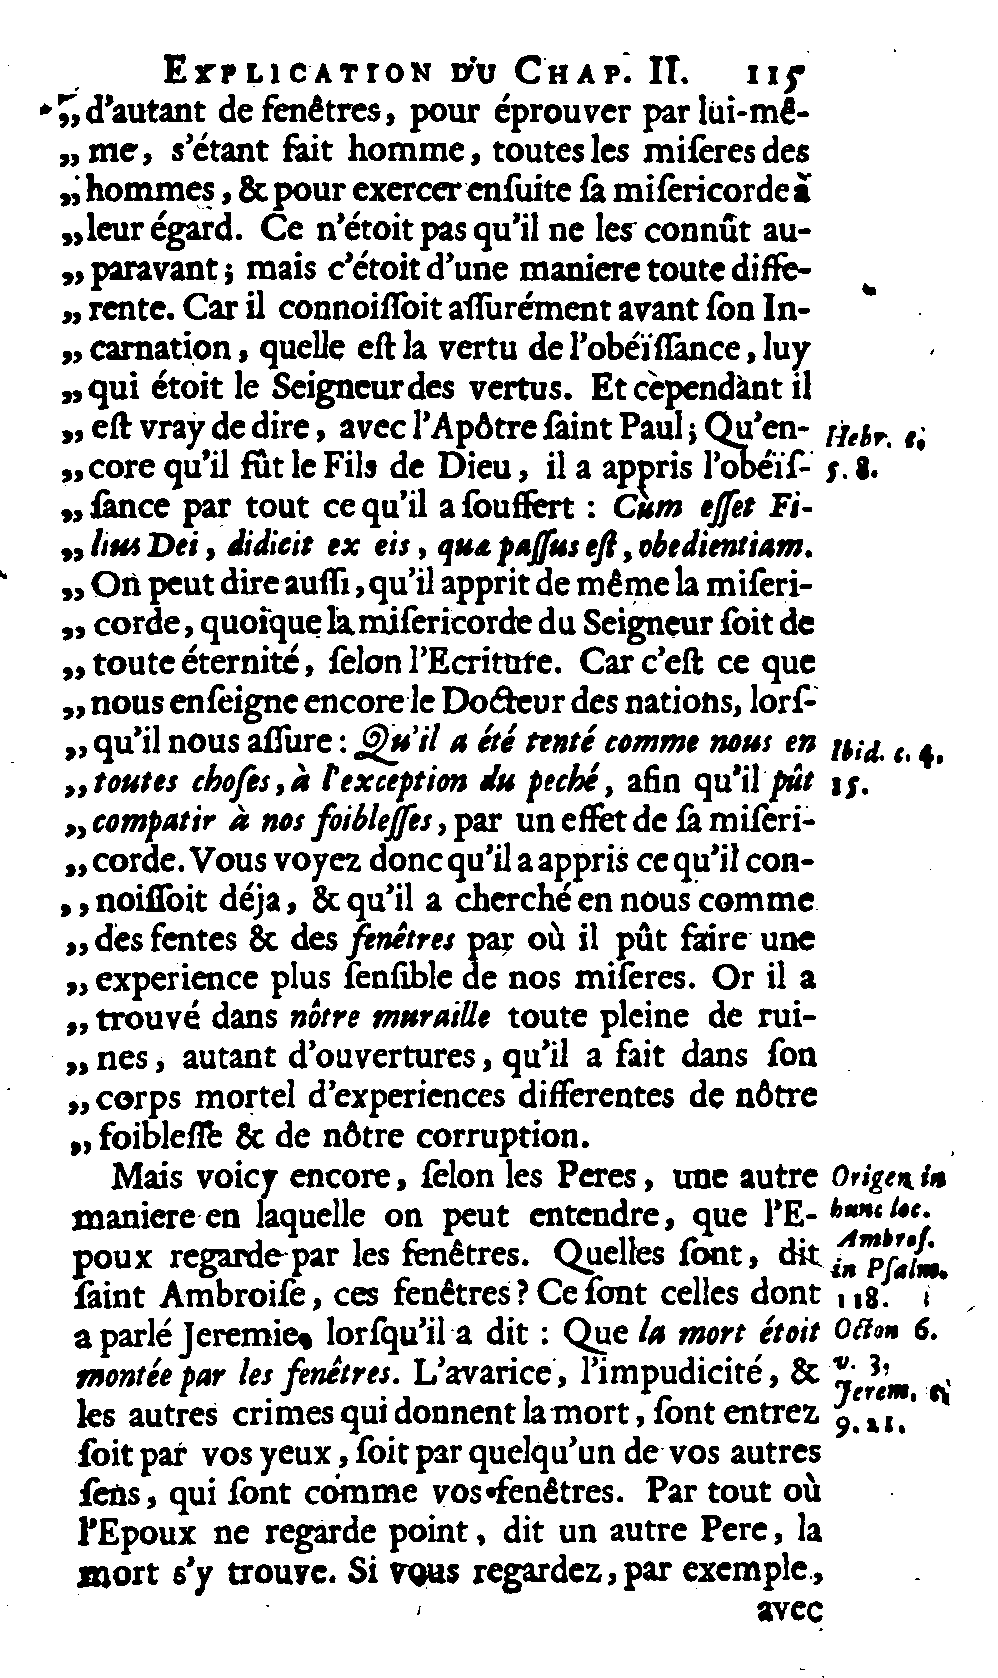 EXPLICATION DU CHAP. II. 115
„ d'autant de fenêtres, pour éprouver par lui-mê-
„ me, s'étant fait homme, toutes les miſeres des
„ hommes, & pour exercer enſuite ſa miſericorde à
„ leur égard. Ce n'étoit pas qu'il ne les connût au-
„ paravant; mais c'étoit d'une maniere toute diffe-
„ rente. Car il connoiſſoit aſſurément avant ſon In-
„ carnation, quelle eſt la vertu de l'obéïſſance, luy
„ qui étoit le Seigneur des vertus. Et cependant il
„ eſt vray de dire, avec l'Apôtre ſaint Paul; Qu'en-
Hebr. c.
„ core qu'il fût le Fils de Dieu, il a appris l'obéïſ-
5. 8.
„ ſance par tout ce qu'il a ſouffert : Cùm eſſet Fi-
„ lius Dei, didicit ex eis, quæ paſſus eſt, obedientiam.
„ On peut dire auſſi, qu'il apprit de même la miſeri-
„ corde, quoïque la miſericorde du Seigneur ſoit de
„ toute éternité, ſelon l'Ecriture. Car c'eſt ce que
„ nous enſeigne encore le Docteur des nations, lorſ-
„ qu'il nous aſſure : Qu'il a été tenté comme nous en
Ibid. c. 4.
„ toutes choſes, à l'exception du peché, afin qu'il pût
15.
„ compatir à nos foibleſſes, par un effet de ſa miſeri-
„ corde. Vous voyez donc qu'il a appris ce qu'il con-
„ noiſſoit déja, & qu'il a cherché en nous comme
„ des fentes & des fenêtres par où il pût faire une
„ experience plus ſenſible de nos miſeres. Or il a
„ trouvé dans nôtre muraille toute pleine de rui-
„ nes, autant d'ouvertures, qu'il a fait dans ſon
„ corps mortel d'experiences differentes de nôtre
„ foibleſſe & de nôtre corruption.
Mais voicy encore, ſelon les Peres, une autre
Origen. in
maniere en laquelle on peut entendre, que l'E-
hunc loc.
poux regarde par les fenêtres. Quelles ſont, dit
Ambroſ.
in Pſalm.
ſaint Ambroiſe, ces fenêtres? Ce ſont celles dont
118.
a parlé Jeremie, lorſqu'il a dit : Que la mort étoit
Octon 6.
montée par les fenêtres. L'avarice, l'impudicité, &
v. 3.
Jerem. c.
les autres crimes qui donnent la mort, ſont entrez
9. 21.
ſoit par vos yeux, ſoit par quelqu'un de vos autres
ſens, qui ſont comme vos fenêtres. Par tout où
l'Epoux ne regarde point, dit un autre Pere, la
mort s'y trouve. Si vous regardez, par exemple,
avec